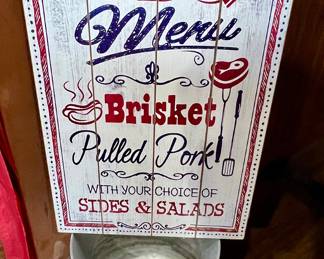 Menu
Brisket
Pulled Pork
WITH YOUR CHOICE OF
SIDES & SALADS